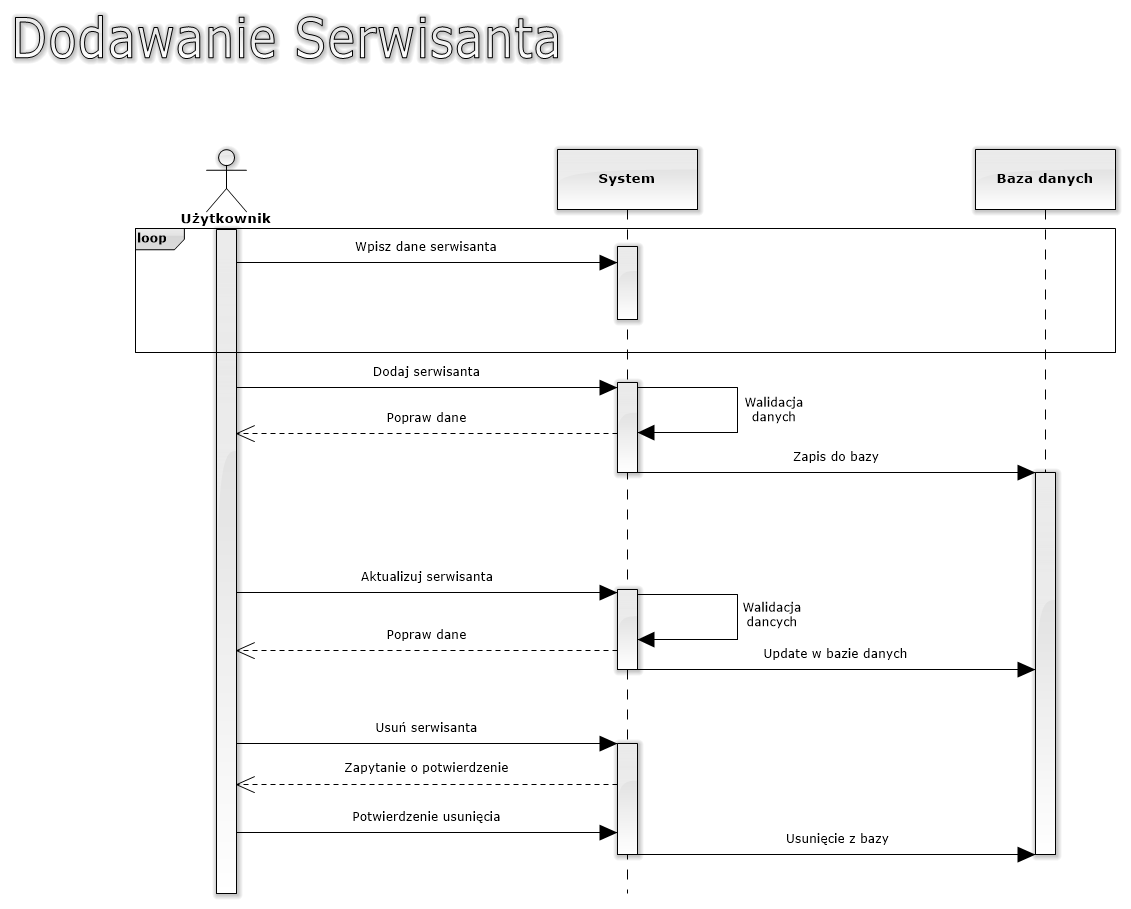 Dodawanie Serwisanta
Użytkownik
System
Baza danych
loop
Wpisz dane serwisanta
Dodaj serwisanta
Walidacja
danych
Popraw dane
Zapis do bazy
Aktualizuj serwisanta
Walidacja
dancych
Popraw dane
Update w bazie danych
Usuń serwisanta
Zapytanie o potwierdzenie
Potwierdzenie usunięcia
Usunięcie z bazy